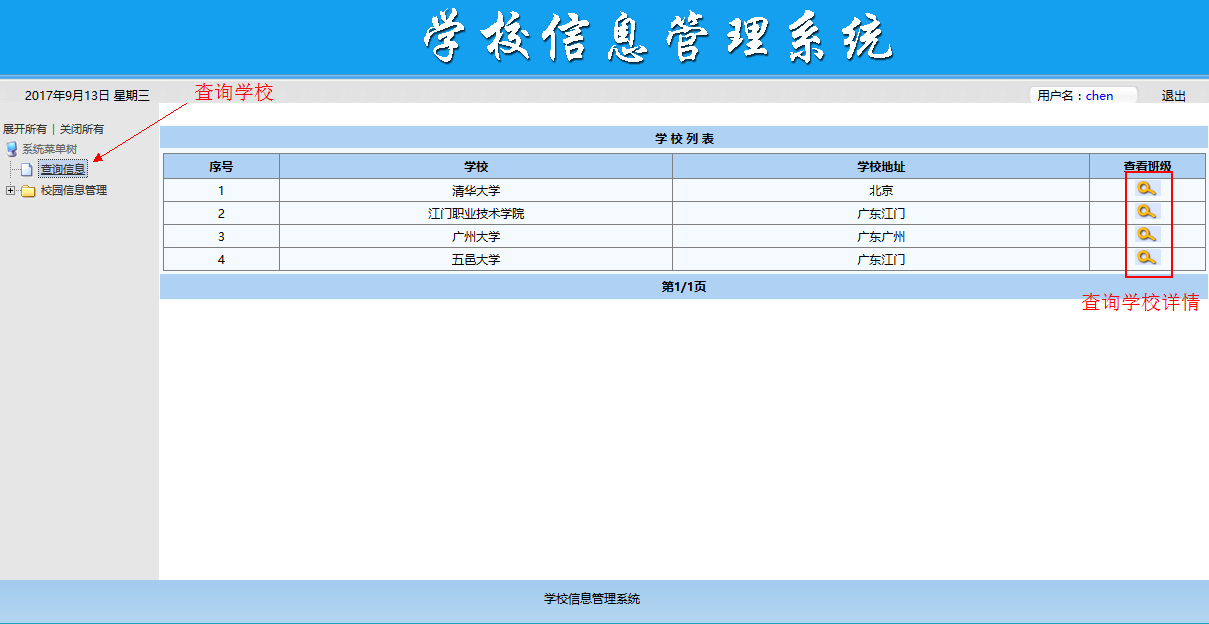 学校信息管理系统
2017年9月13日 星期三
查询学校
用户名：chen
退出
展开所有 | 关闭所有
系统菜单树
查询信息
校园信息管理
学 校 列 表
序号 学校 学校地址 查看班级
1 清华大学 北京
2 江门职业技术学院 广东江门
3 广州大学 广东广州
4 五邑大学 广东江门
第1/1页
查询学校详情
学校信息管理系统